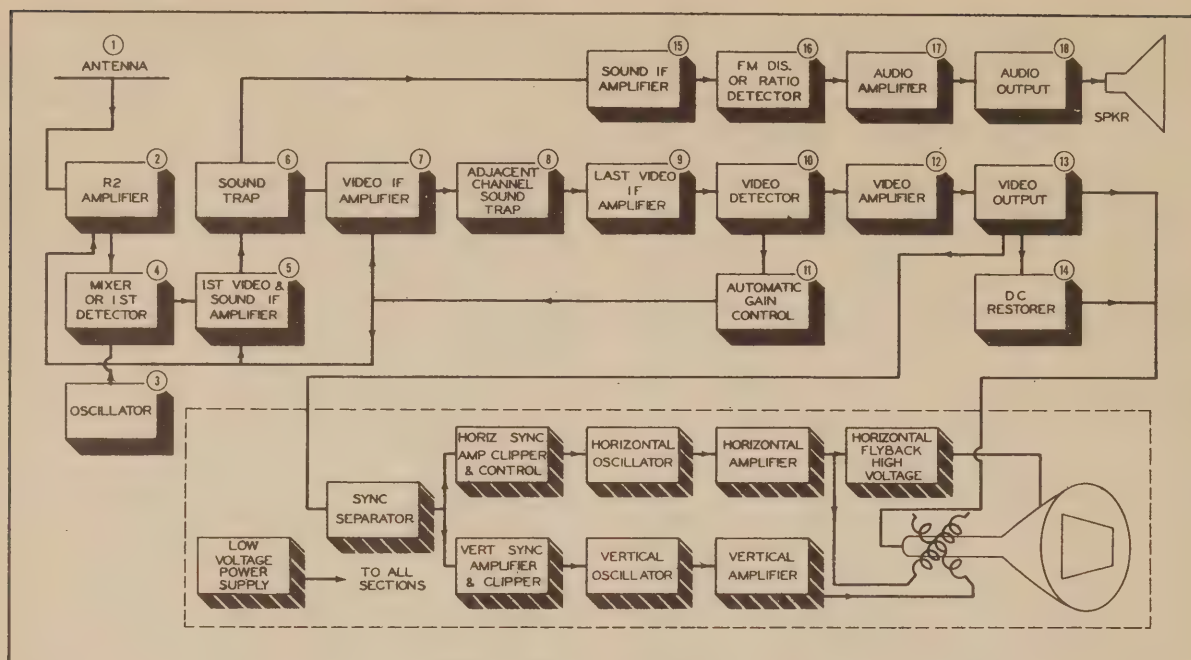 1
ANTENNA
15
SOUND IF
AMPLIFIER
16
FM DIS.
OR RATIO
DETECTOR
17
AUDIO
AMPLIFIER
18
AUDIO
OUTPUT
SPKR
2
R2
AMPLIFIER
6
SOUND
TRAP
7
VIDEO IF
AMPLIFIER
8
ADJACENT
CHANNEL
SOUND
TRAP
9
LAST VIDEO
IF
AMPLIFIER
10
VIDEO
DETECTOR
12
VIDEO
AMPLIFIER
13
VIDEO
OUTPUT
4
MIXER
OR 1ST
DETECTOR
5
1ST VIDEO &
SOUND IF
AMPLIFIER
11
AUTOMATIC
GAIN
CONTROL
14
DC
RESTORER
3
OSCILLATOR
HORIZ SYNC
AMP CLIPPER
& CONTROL
HORIZONTAL
OSCILLATOR
HORIZONTAL
AMPLIFIER
HORIZONTAL
FLYBACK
HIGH
VOLTAGE
SYNC
SEPARATOR
LOW
VOLTAGE
POWER
SUPPLY
TO ALL
SECTIONS
VERT SYNC
AMPLIFIER
& CLIPPER
VERTICAL
OSCILLATOR
VERTICAL
AMPLIFIER